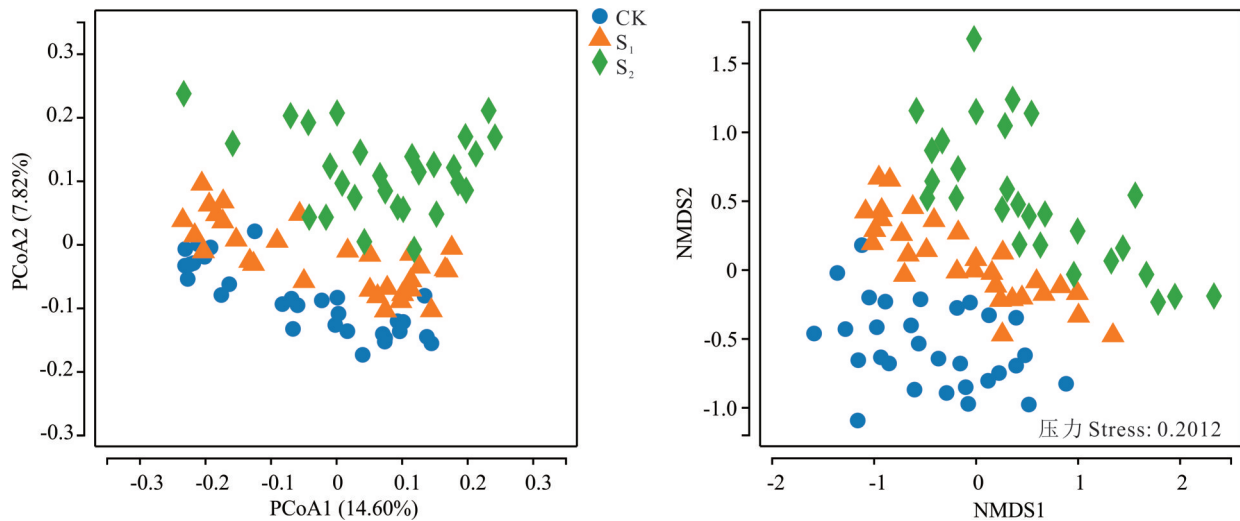 0.3
0.2
0.1
0
-0.1
-0.2
-0.3
PCoA2 (7.82%)
-0.3 -0.2 -0.1 0 0.1 0.2 0.3
PCoA1 (14.60%)
CK
S₁
S₂
1.5
1.0
0.5
0
-0.5
-1.0
NMDS2
压力 Stress: 0.2012
-2 -1 0 1 2
NMDS1